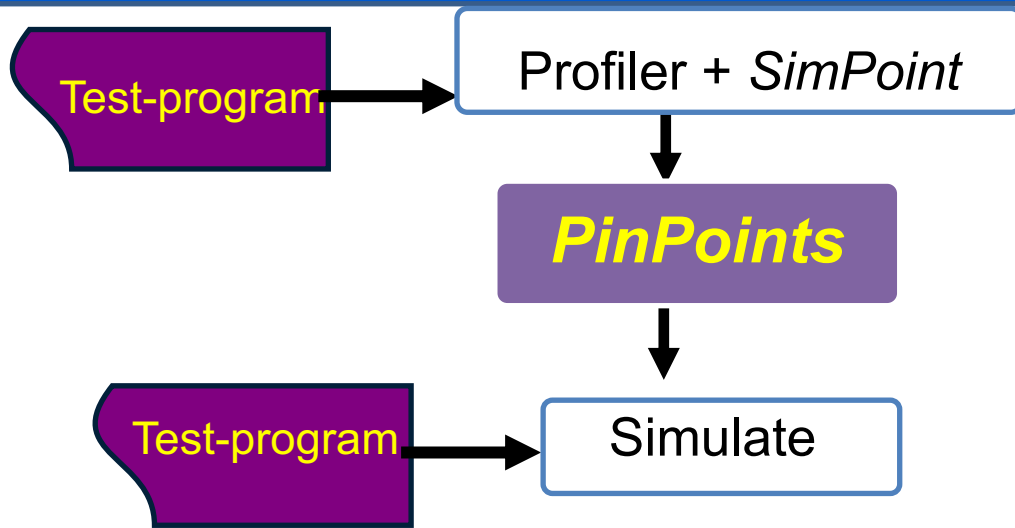 Test-program
Profiler + SimPoint
PinPoints
Test-program
Simulate